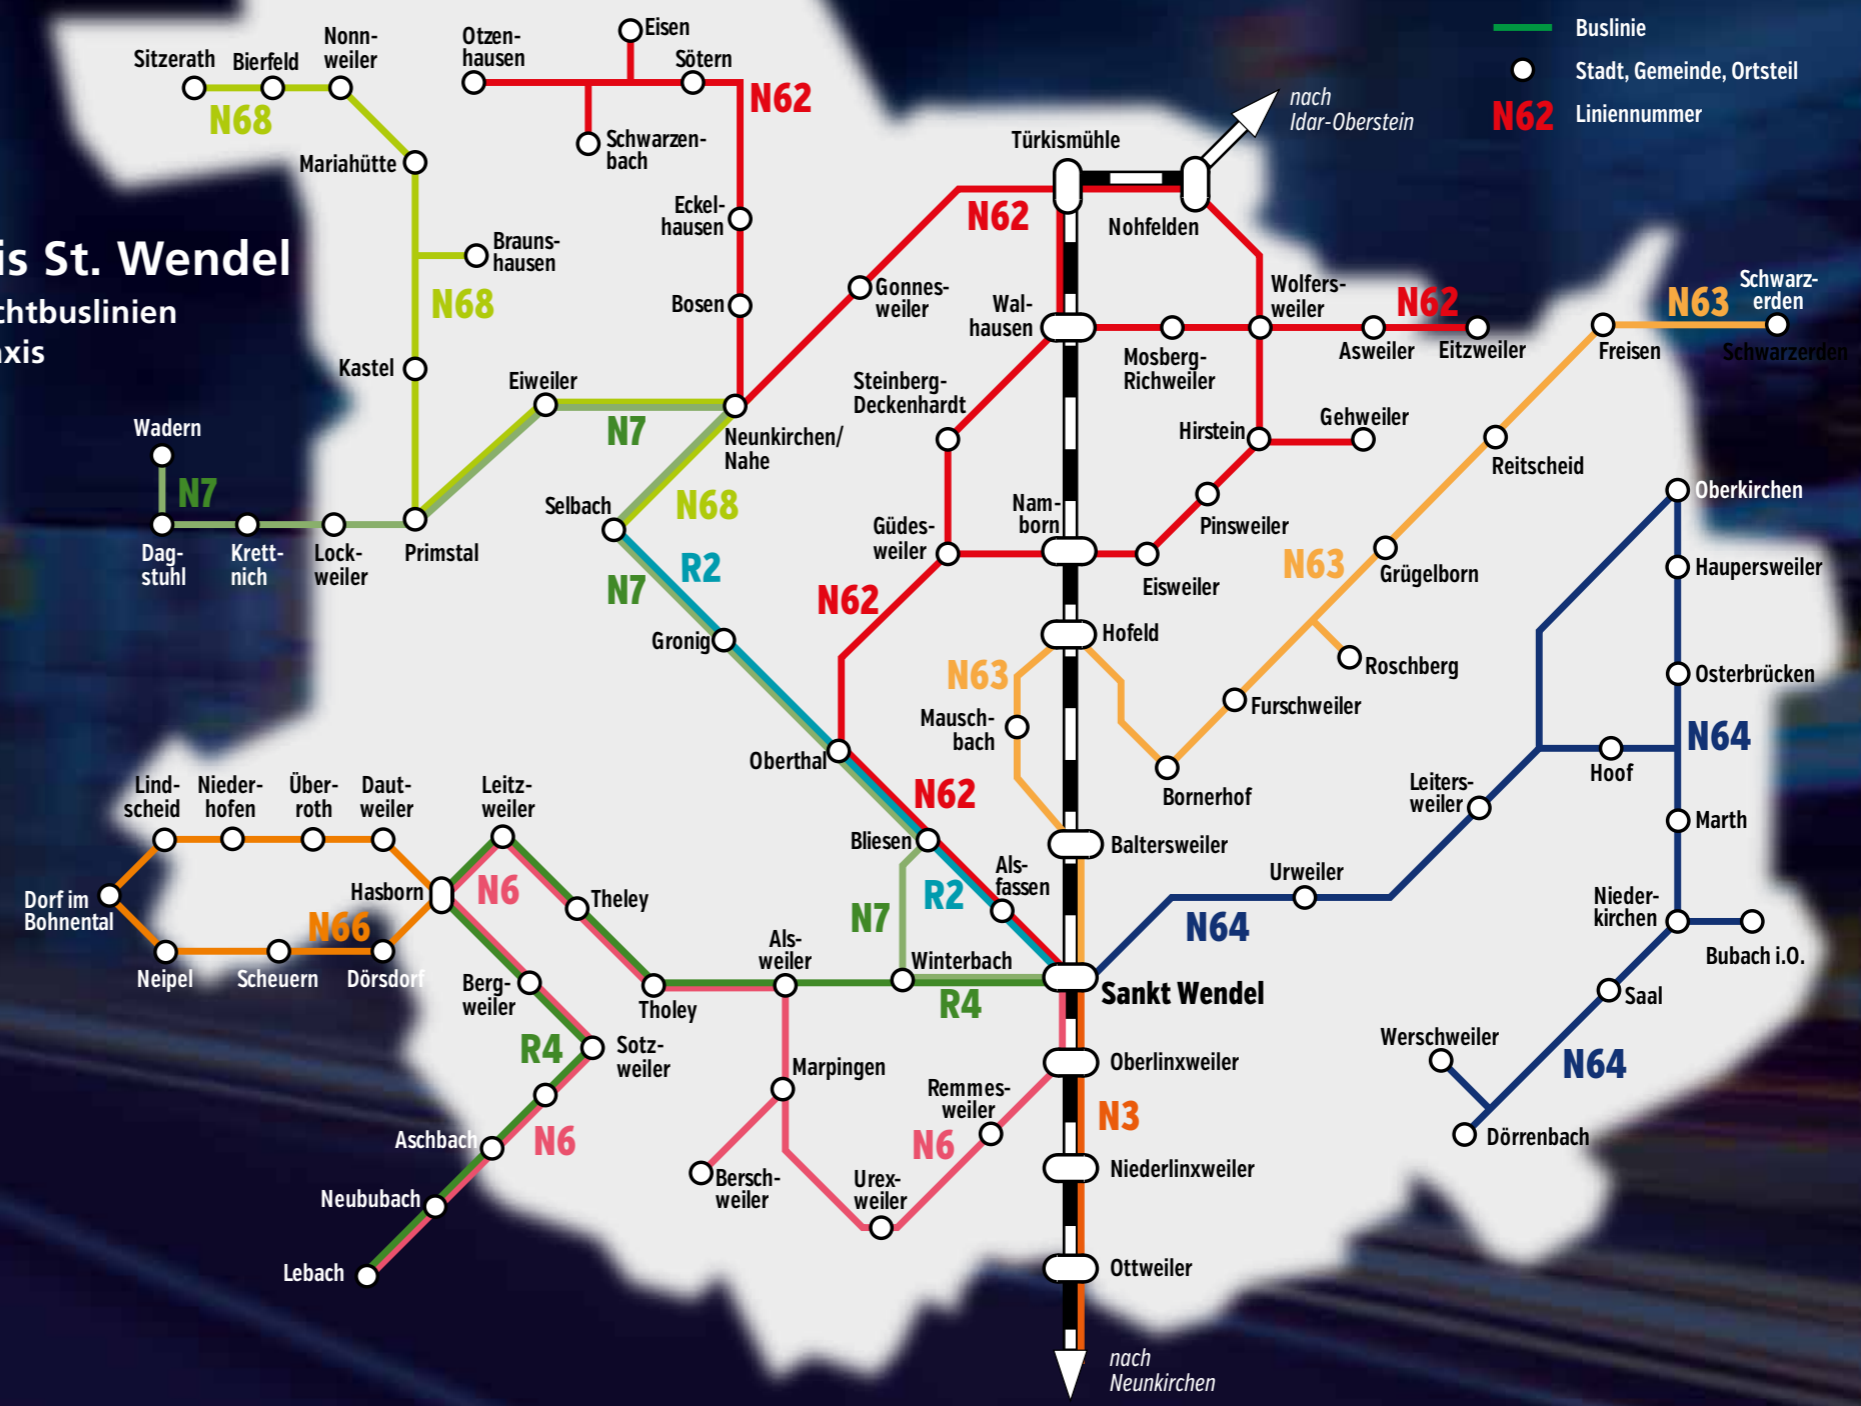 is St. Wendel
chtbuslinien
axis
Buslinie
Stadt, Gemeinde, Ortsteil
N62
Liniennummer
Sitzerath
Bierfeld
Nonn-
weiler
N68
Mariahütte
Brauns-
hausen
N68
Kastel
Otzen-
hausen
Eisen
Sötern
N62
Schwarzen-
bach
Eckel-
hausen
Bosen
Eiweiler
N7
Neunkirchen/
Nahe
Wadern
N7
Dag-
stuhl
Krett-
nich
Lock-
weiler
Primstal
Selbach
N68
R2
N7
Gronig
Oberthal
Türkismühle
nach
Idar-Oberstein
N62
Nohfelden
Gonnes-
weiler
Wal-
hausen
Wolfers-
weiler
N62
Mosberg-
Richweiler
Asweiler
Eitzweiler
Steinberg-
Deckenhardt
Hirstein
Gehweiler
Nam-
born
Pinsweiler
Güdes-
weiler
Eisweiler
N62
N63
Schwarz-
erden
Schwarzerden
Freisen
Reitscheid
Grügelborn
N63
Roschberg
Furschweiler
Hofeld
N63
Mausch-
bach
Bornerhof
Baltersweiler
Oberkirchen
Haupersweiler
Osterbrücken
N64
Hoof
Leiters-
weiler
Marth
Urweiler
N64
Nieder-
kirchen
Bubach i.O.
Saal
Werschweiler
N64
Dörrenbach
N62
Bliesen
Als-
fassen
R2
N7
Winterbach
R4
Sankt Wendel
Lind-
scheid
Nieder-
hofen
Über-
roth
Daut-
weiler
Leitz-
weiler
Dorf im
Bohnental
Hasborn
N6
N66
Neipel
Scheuern
Dörsdorf
Theley
Tholey
Als-
weiler
Berg-
weiler
R4
Sotz-
weiler
Aschbach
N6
Neububach
Lebach
Marpingen
Bersch-
weiler
Urex-
weiler
Remmes-
weiler
N6
Oberlinxweiler
N3
Niederlinxweiler
Ottweiler
nach
Neunkirchen